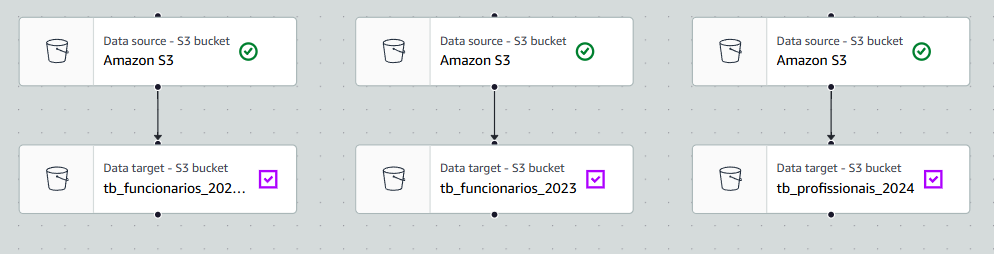 Data source - S3 bucket
Amazon S3
Data source - S3 bucket
Amazon S3
Data source - S3 bucket
Amazon S3
Data target - S3 bucket
tb_funcionarios_202...
Data target - S3 bucket
tb_funcionarios_2023
Data target - S3 bucket
tb_profissionais_2024